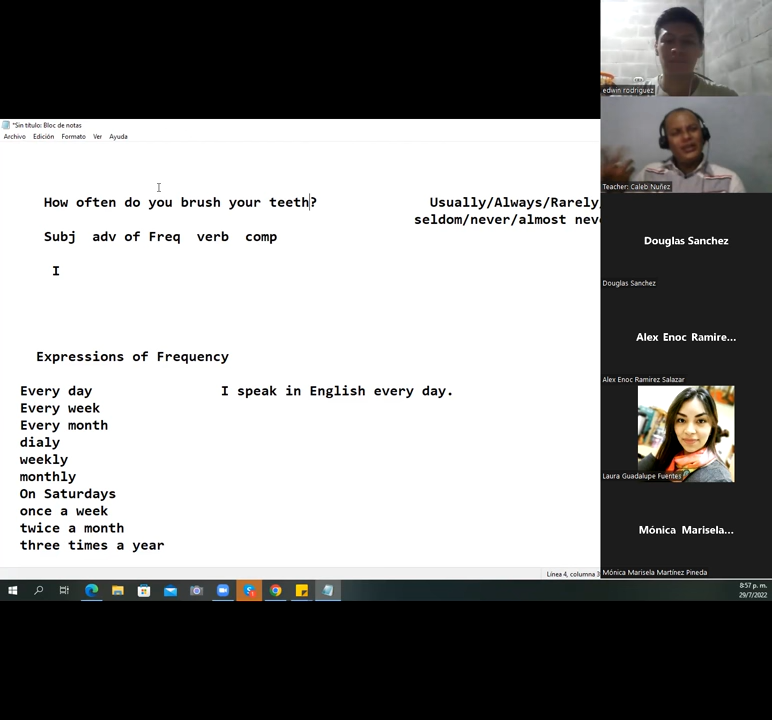 *Sin título: Bloc de notas
Archivo Edición Formato Ver Ayuda
How often do you brush your teeth?
Usually/Always/Rarely/
seldom/never/almost neve
Subj adv of Freq verb comp
I
Expressions of Frequency
Every day
I speak in English every day.
Every week
Every month
dialy
weekly
monthly
On Saturdays
once a week
twice a month
three times a year
Línea 4, columna 3
8:57 p. m.
29/7/2022
edwin rodriguez
Teacher: Caleb Nuñez
Douglas Sanchez
Douglas Sanchez
Alex Enoc Ramire...
Alex Enoc Ramirez Salazar
Laura Guadalupe Fuentes
Mónica Marisela...
Mónica Marisela Martínez Pineda